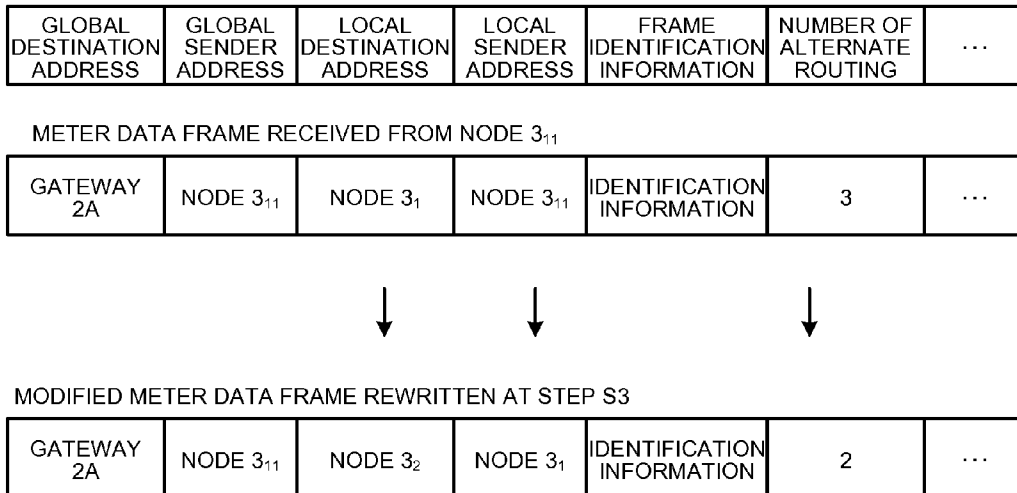 GLOBAL DESTINATION ADDRESS | GLOBAL SENDER ADDRESS | LOCAL DESTINATION ADDRESS | LOCAL SENDER ADDRESS | FRAME IDENTIFICATION INFORMATION | NUMBER OF ALTERNATE ROUTING | ...
METER DATA FRAME RECEIVED FROM NODE 3₁₁
GATEWAY 2A | NODE 3₁₁ | NODE 3₁ | NODE 3₁₁ | IDENTIFICATION INFORMATION | 3 | ...
MODIFIED METER DATA FRAME REWRITTEN AT STEP S3
GATEWAY 2A | NODE 3₁₁ | NODE 3₂ | NODE 3₁ | IDENTIFICATION INFORMATION | 2 | ...